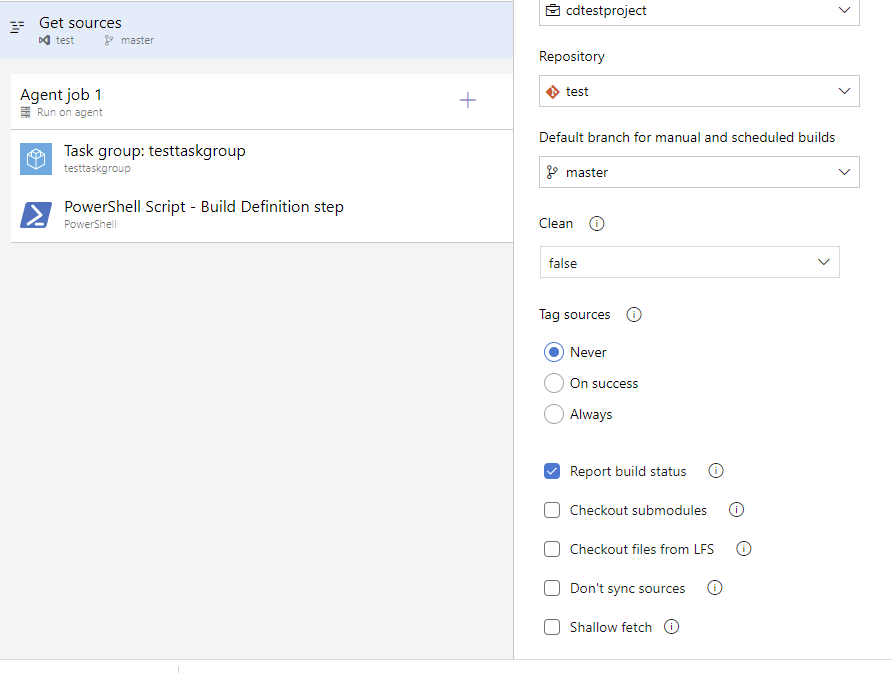 Get sources
test master
Agent job 1
Run on agent
Task group: testtaskgroup
testtaskgroup
PowerShell Script - Build Definition step
PowerShell
cdtestproject
Repository
test
Default branch for manual and scheduled builds
master
Clean
false
Tag sources
Never
On success
Always
Report build status
Checkout submodules
Checkout files from LFS
Don't sync sources
Shallow fetch